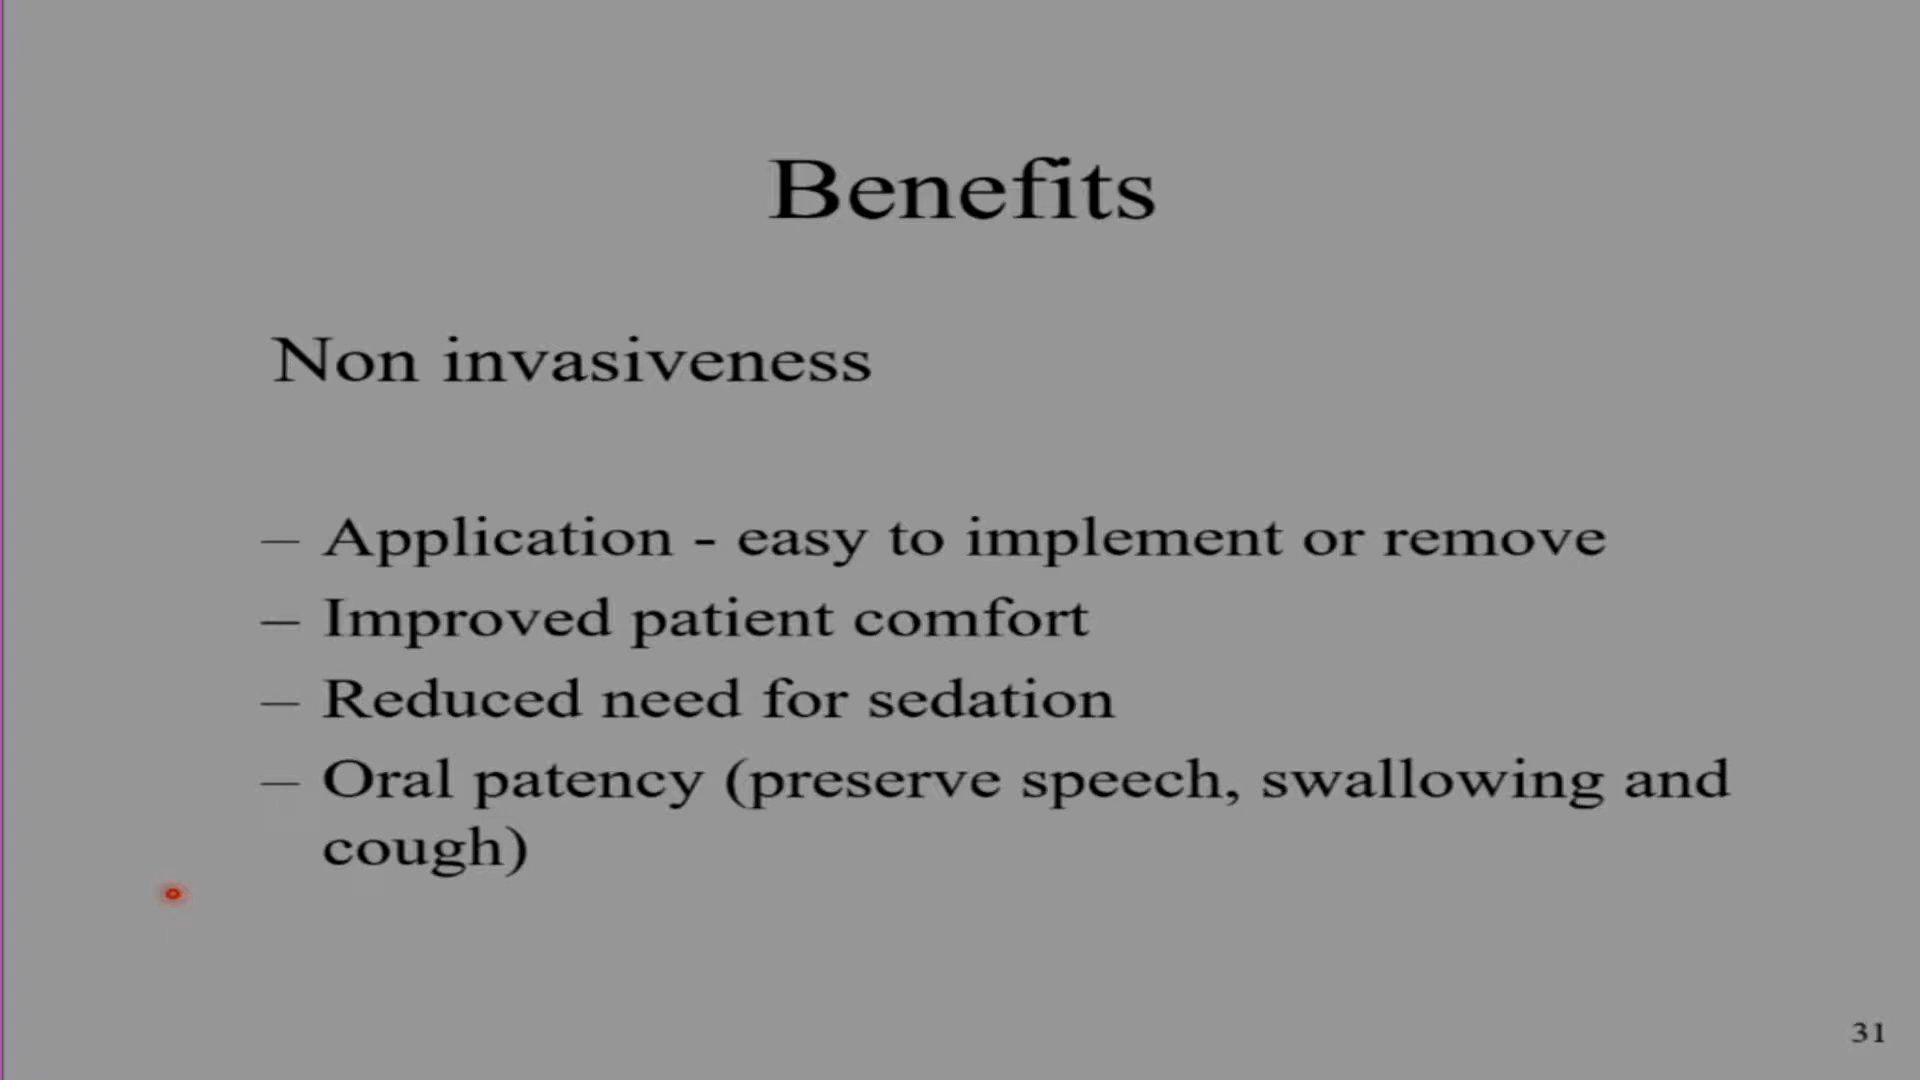 Benefits
Non invasiveness
– Application - easy to implement or remove
– Improved patient comfort
– Reduced need for sedation
– Oral patency (preserve speech, swallowing and
cough)
31